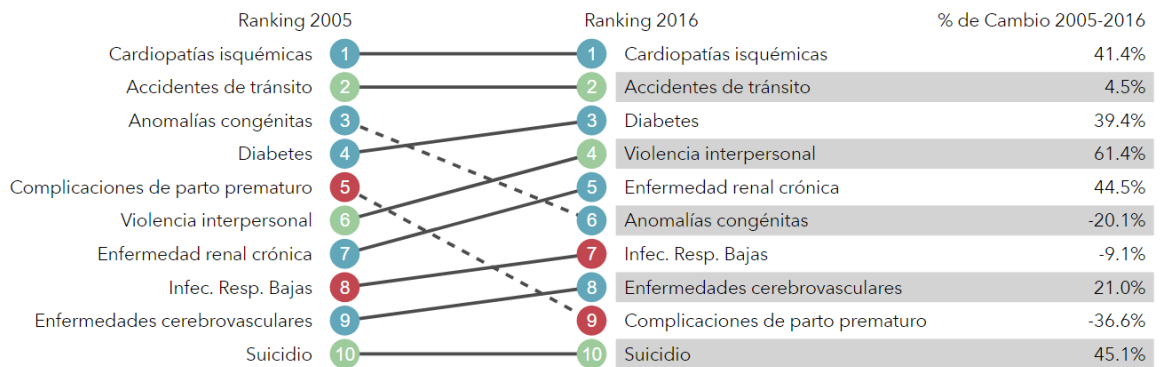 Ranking 2005 Ranking 2016 % de Cambio 2005-2016
Cardiopatías isquémicas 1 1 Cardiopatías isquémicas 41.4%
Accidentes de tránsito 2 2 Accidentes de tránsito 4.5%
Anomalías congénitas 3 3 Diabetes 39.4%
Diabetes 4 4 Violencia interpersonal 61.4%
Complicaciones de parto prematuro 5 5 Enfermedad renal crónica 44.5%
Violencia interpersonal 6 6 Anomalías congénitas -20.1%
Enfermedad renal crónica 7 7 Infec. Resp. Bajas -9.1%
Infec. Resp. Bajas 8 8 Enfermedades cerebrovasculares 21.0%
Enfermedades cerebrovasculares 9 9 Complicaciones de parto prematuro -36.6%
Suicidio 10 10 Suicidio 45.1%